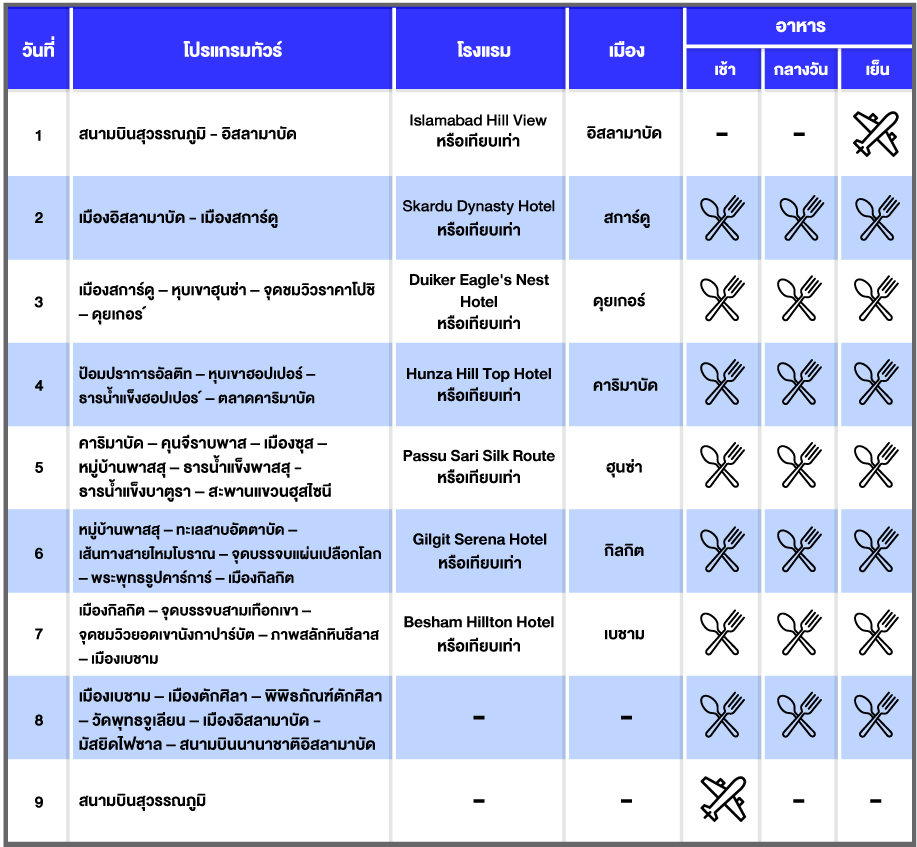 วันที่
โปรแกรมทัวร์
โรงแรม
เมือง
อาหาร
เช้า
กลางวัน
เย็น
1
สนามบินสุวรรณภูมิ - อิสลามาบัด
Islamabad Hill View
หรือเทียบเท่า
อิสลามาบัด
-
-
2
เมืองอิสลามาบัด - เมืองสการ์ดู
Skardu Dynasty Hotel
หรือเทียบเท่า
สการ์ดู
3
เมืองสการ์ดู – หุบเขาฮุนซ่า – จุดชมวิวราคาโปชิ
– ดุยเกอร์
Duiker Eagle's Nest
Hotel
หรือเทียบเท่า
ดุยเกอร์
4
ป้อมปราการอัลติท – หุบเขาฮอปเปอร์ –
ธารน้ำแข็งฮอปเปอร์ – ตลาดคาริมาบัด
Hunza Hill Top Hotel
หรือเทียบเท่า
คาริมาบัด
5
คาริมาบัด – คุนจีราบพาส – เมืองซุส –
หมู่บ้านพาสสุ – ธารน้ำแข็งพาสสุ -
ธารน้ำแข็งบาตูรา – สะพานแขวนฮุสไซนี
Passu Sari Silk Route
หรือเทียบเท่า
ฮุนซ่า
6
หมู่บ้านพาสสุ – ทะเลสาบอัตตาบัด –
เส้นทางสายไหมโบราณ – จุดบรรจบแผ่นเปลือกโลก
– พระพุทธรูปคาร์การ์ – เมืองกิลกิต
Gilgit Serena Hotel
หรือเทียบเท่า
กิลกิต
7
เมืองกิลกิต – จุดบรรจบสามเทือกเขา –
จุดชมวิวยอดเขานังกาปาร์บัต – ภาพสลักหินชีลาส
– เมืองเบชาม
Besham Hillton Hotel
หรือเทียบเท่า
เบชาม
8
เมืองเบชาม – เมืองตักศิลา – พิพิธภัณฑ์ตักศิลา
– วัดพุทธจูเลียน – เมืองอิสลามาบัด -
มัสยิดไฟซาล – สนามบินนานาชาติอิสลามาบัด
-
-
9
สนามบินสุวรรณภูมิ
-
-
-
-